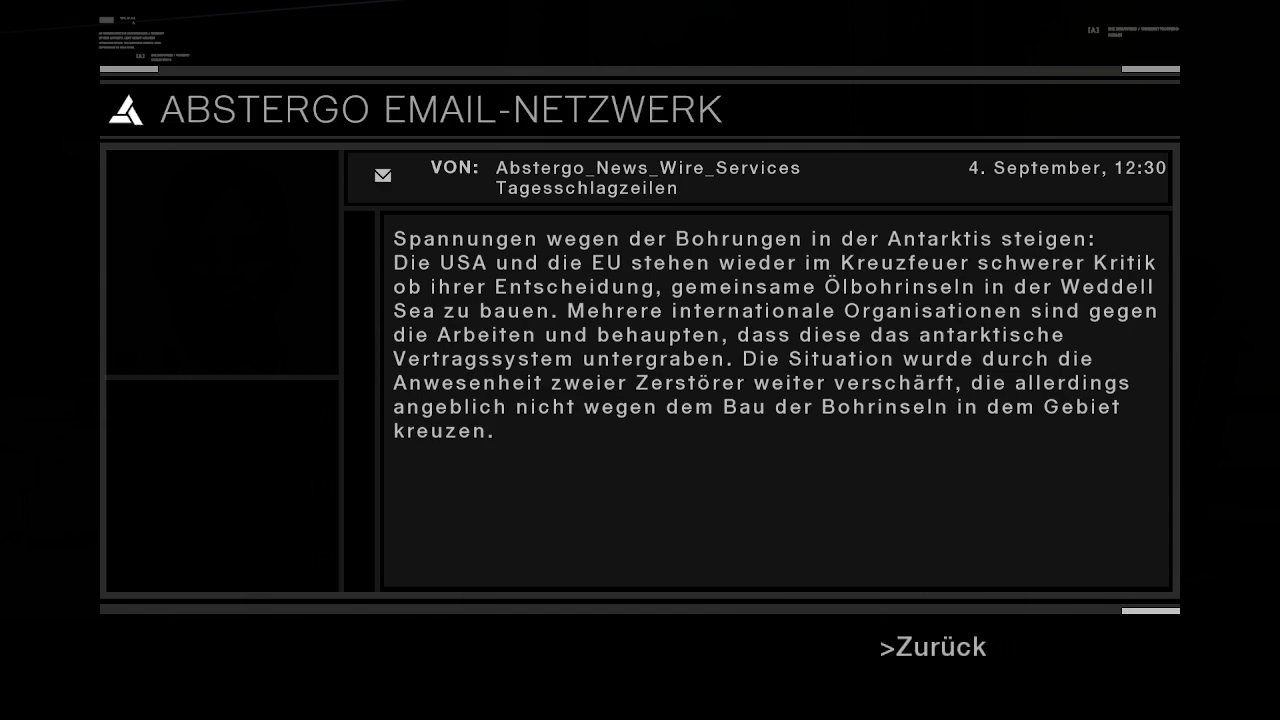 ABSTERGO EMAIL-NETZWERK
VON: Abstergo_News_Wire_Services 4. September, 12:30
Tagesschlagzeilen
Spannungen wegen der Bohrungen in der Antarktis steigen:
Die USA und die EU stehen wieder im Kreuzfeuer schwerer Kritik
ob ihrer Entscheidung, gemeinsame Ölbohrinseln in der Weddell
Sea zu bauen. Mehrere internationale Organisationen sind gegen
die Arbeiten und behaupten, dass diese das antarktische
Vertragssystem untergraben. Die Situation wurde durch die
Anwesenheit zweier Zerstörer weiter verschärft, die allerdings
angeblich nicht wegen dem Bau der Bohrinseln in dem Gebiet
kreuzen.
>Zurück